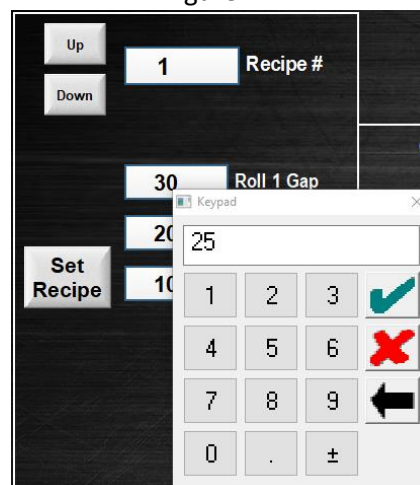 Up
1 Recipe #
Down
30 Roll 1 Gap
Keypad
20
25
Set
Recipe
10
1 2 3
4 5 6
7 8 9
0 . ±